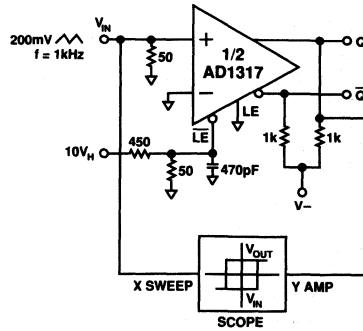 V_IN
200mV
f = 1kHz
50
+
1/2
AD1317
Q
–
Q̅
L̅E̅
LE
10V_H
450
50
470pF
1k
1k
V–
V_OUT
V_IN
X SWEEP
Y AMP
SCOPE